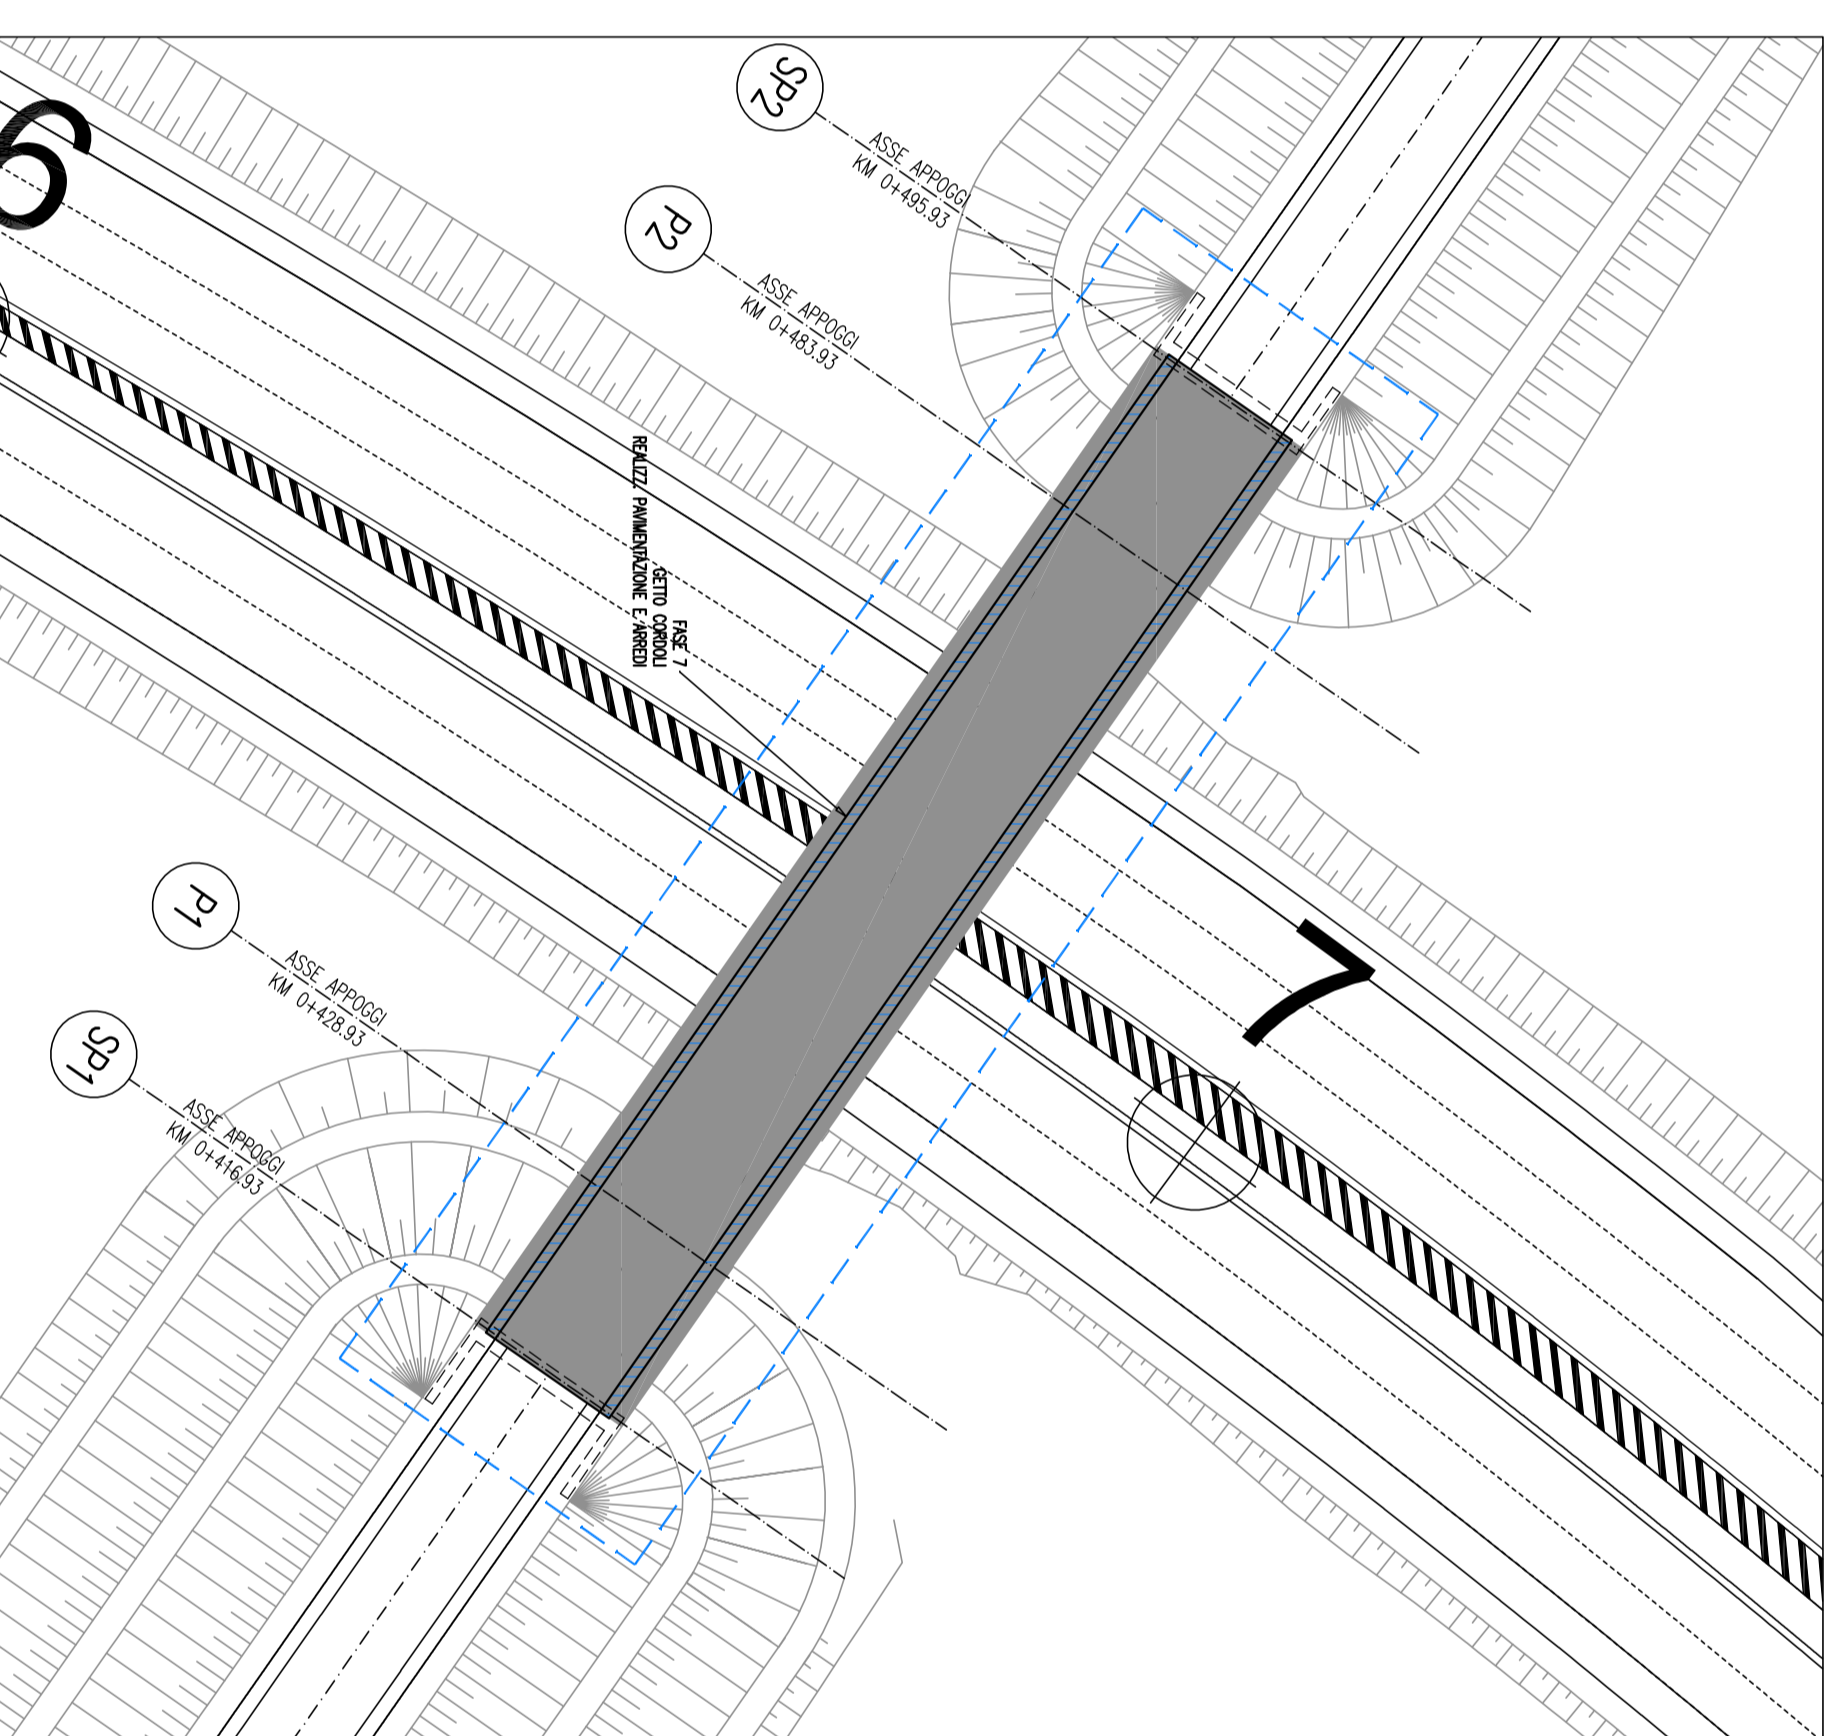 SP2
ASSE APPOGGI
KM 0+495.93
P2
ASSE APPOGGI
KM 0+483.93
6
FASE 7
GETTO CORDOLI
REALIZZ. PAVIMENTAZIONE E ARREDI
P1
ASSE APPOGGI
KM 0+428.93
7
SP1
ASSE APPOGGI
KM 0+416.93